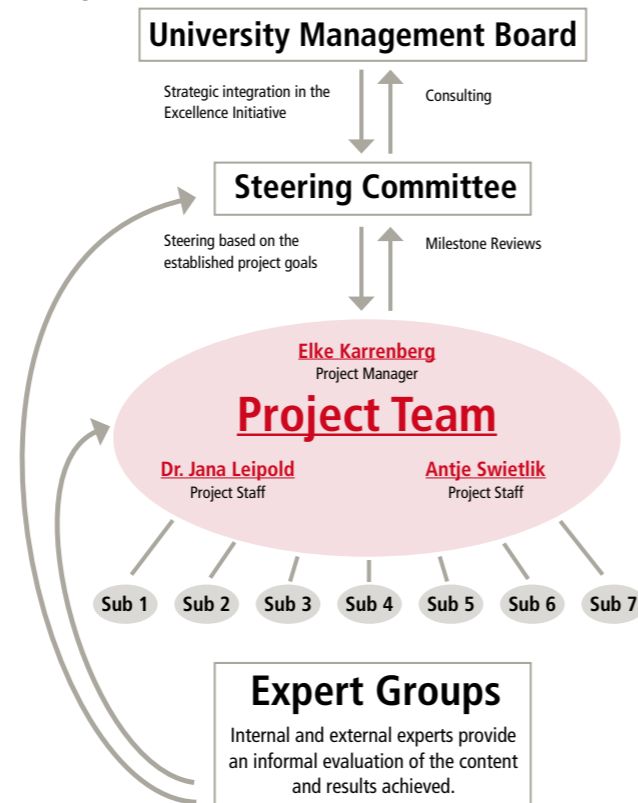 University Management Board
Strategic integration in the
Excellence Initiative
Consulting
Steering Committee
Steering based on the
established project goals
Milestone Reviews
Elke Karrenberg
Project Manager
Project Team
Dr. Jana Leipold
Project Staff
Antje Swietlik
Project Staff
Sub 1
Sub 2
Sub 3
Sub 4
Sub 5
Sub 6
Sub 7
Expert Groups
Internal and external experts provide
an informal evaluation of the content
and results achieved.